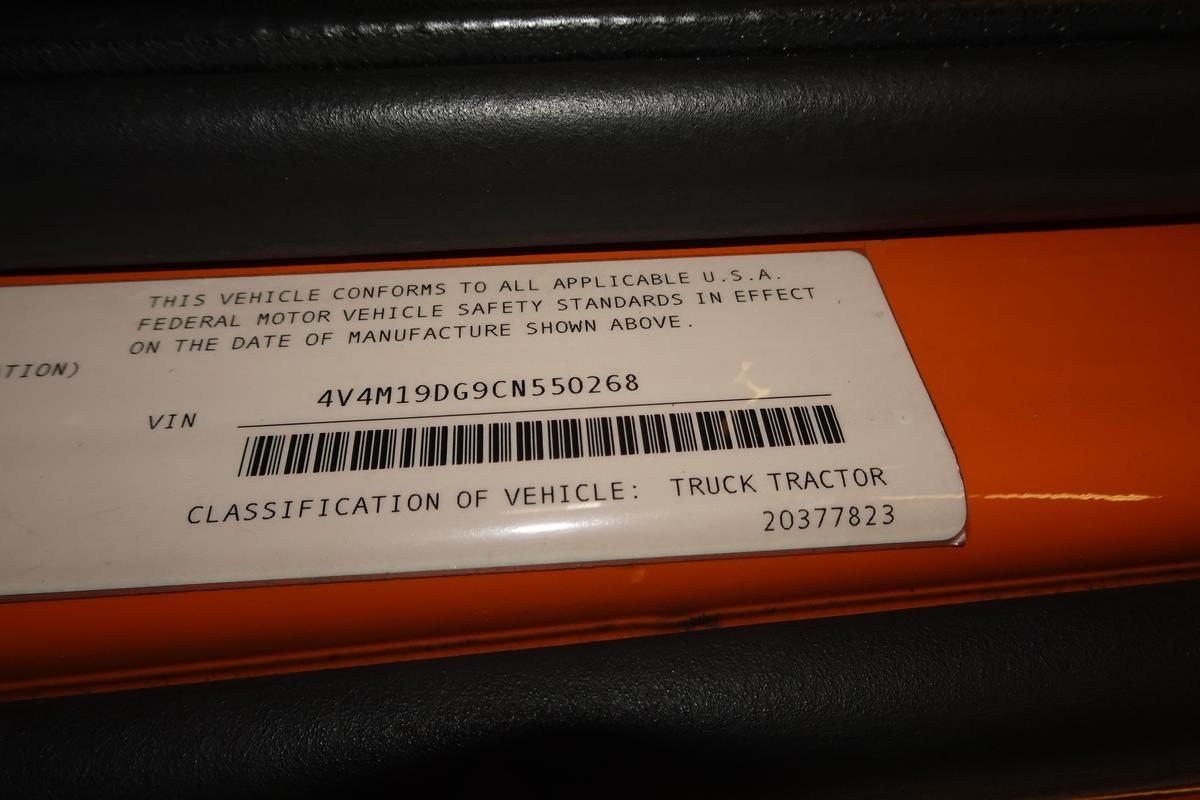 THIS VEHICLE CONFORMS TO ALL APPLICABLE U.S.A.
FEDERAL MOTOR VEHICLE SAFETY STANDARDS IN EFFECT
ON THE DATE OF MANUFACTURE SHOWN ABOVE.
ATION)
VIN 4V4M19DG9CN550268
CLASSIFICATION OF VEHICLE: TRUCK TRACTOR
20377823